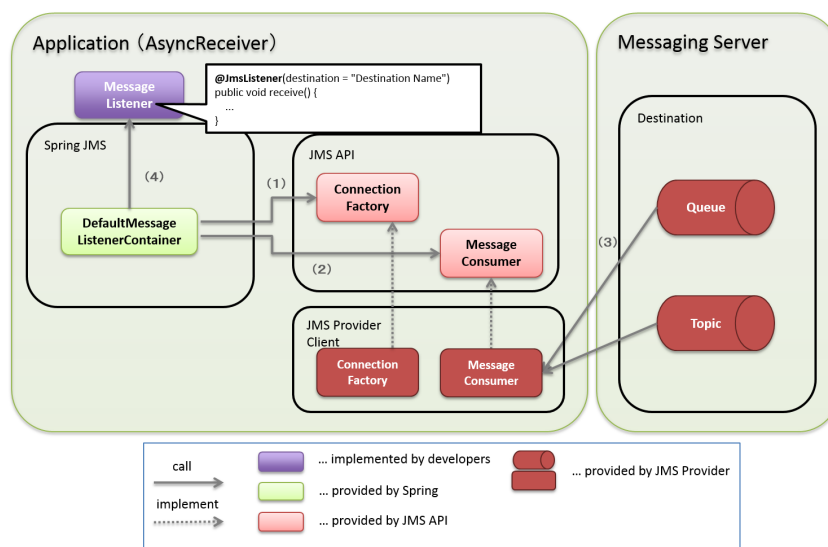 Application（AsyncReceiver）
Messaging Server
Message
Listener
@JmsListener(destination = "Destination Name")
public void receive() {
...
}
Spring JMS
JMS API
Destination
(4)
(1)
Connection
Factory
DefaultMessage
ListenerContainer
(2)
Message
Consumer
(3)
Queue
Topic
JMS Provider
Client
Connection
Factory
Message
Consumer
call
implement
... implemented by developers
... provided by Spring
... provided by JMS API
... provided by JMS Provider